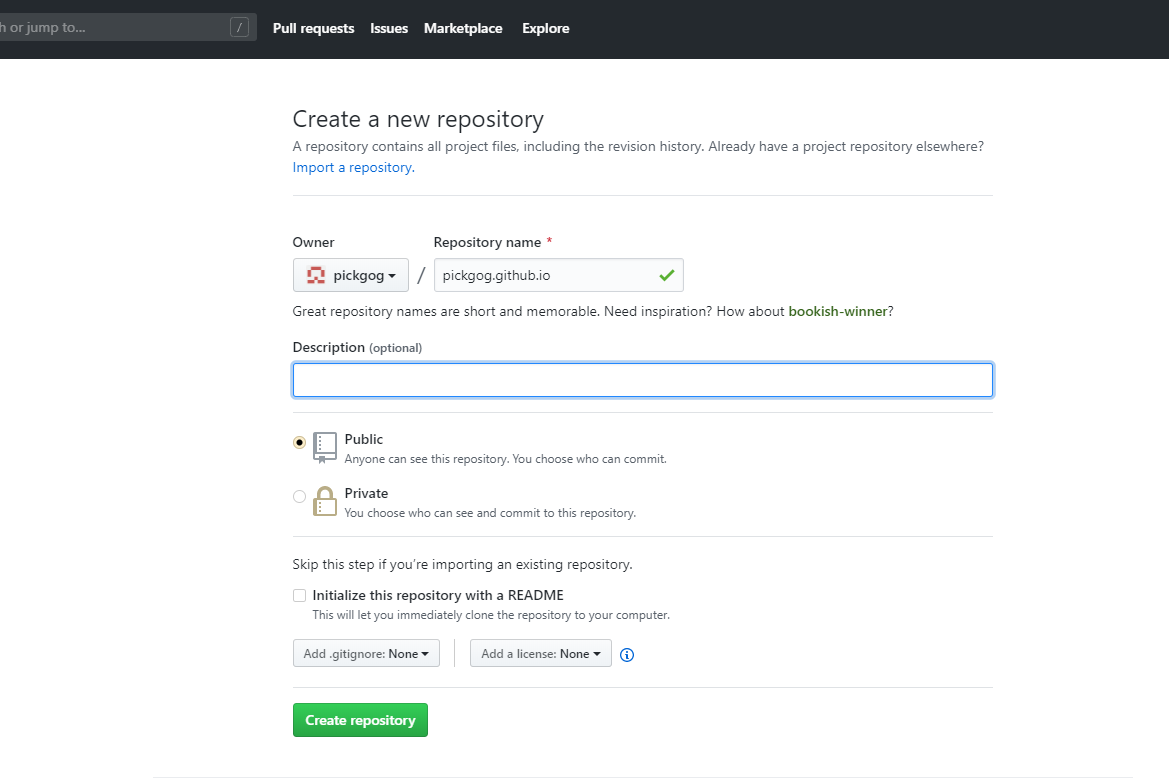 or jump to... /
Pull requests Issues Marketplace Explore
Create a new repository
A repository contains all project files, including the revision history. Already have a project repository elsewhere?
Import a repository.
Owner Repository name *
pickgog / pickgog.github.io
Great repository names are short and memorable. Need inspiration? How about bookish-winner?
Description (optional)
Public
Anyone can see this repository. You choose who can commit.
Private
You choose who can see and commit to this repository.
Skip this step if you’re importing an existing repository.
Initialize this repository with a README
This will let you immediately clone the repository to your computer.
Add .gitignore: None Add a license: None
Create repository